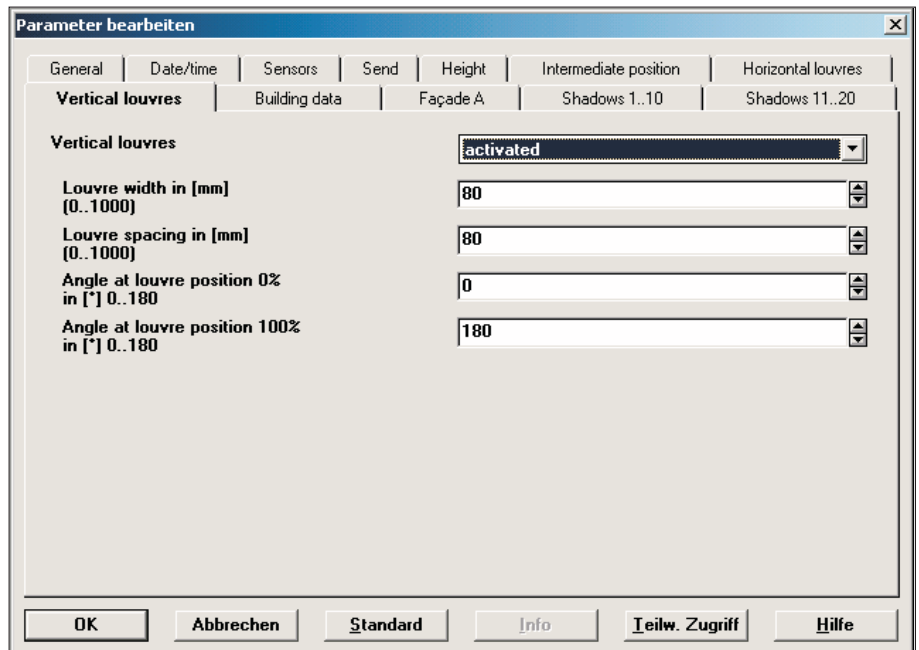 Parameter bearbeiten
General Date/time Sensors Send Height Intermediate position Horizontal louvres
Vertical louvres Building data Façade A Shadows 1..10 Shadows 11..20
Vertical louvres activated
Louvre width in [mm] 80
(0..1000)
Louvre spacing in [mm] 80
(0..1000)
Angle at louvre position 0% 0
in [°] 0..180
Angle at louvre position 100% 180
in [°] 0..180
OK Abbrechen Standard Info Teilw. Zugriff Hilfe